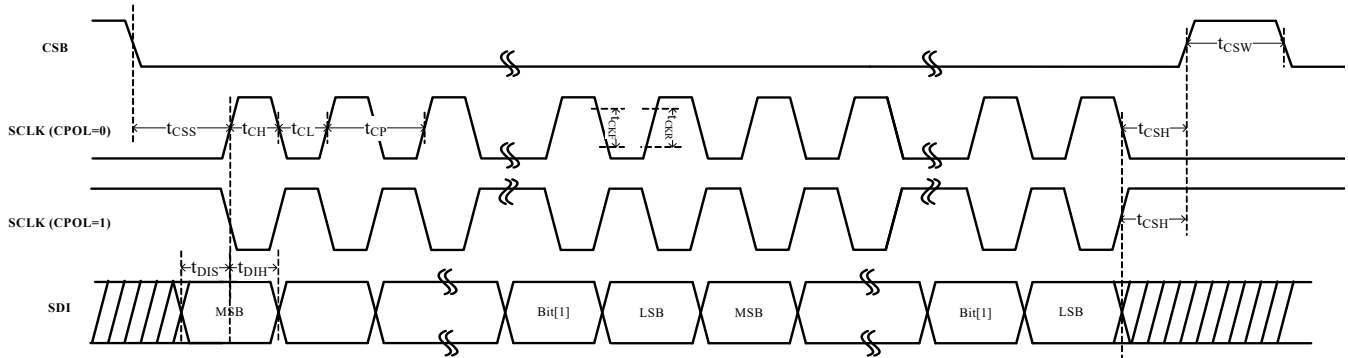 CSB
tCSW
SCLK (CPOL=0)
tCSS
tCH
tCL
tCP
tCKF
tCKR
tCSH
SCLK (CPOL=1)
tCSH
tDIS
tDIH
SDI
MSB
Bit[1]
LSB
MSB
Bit[1]
LSB